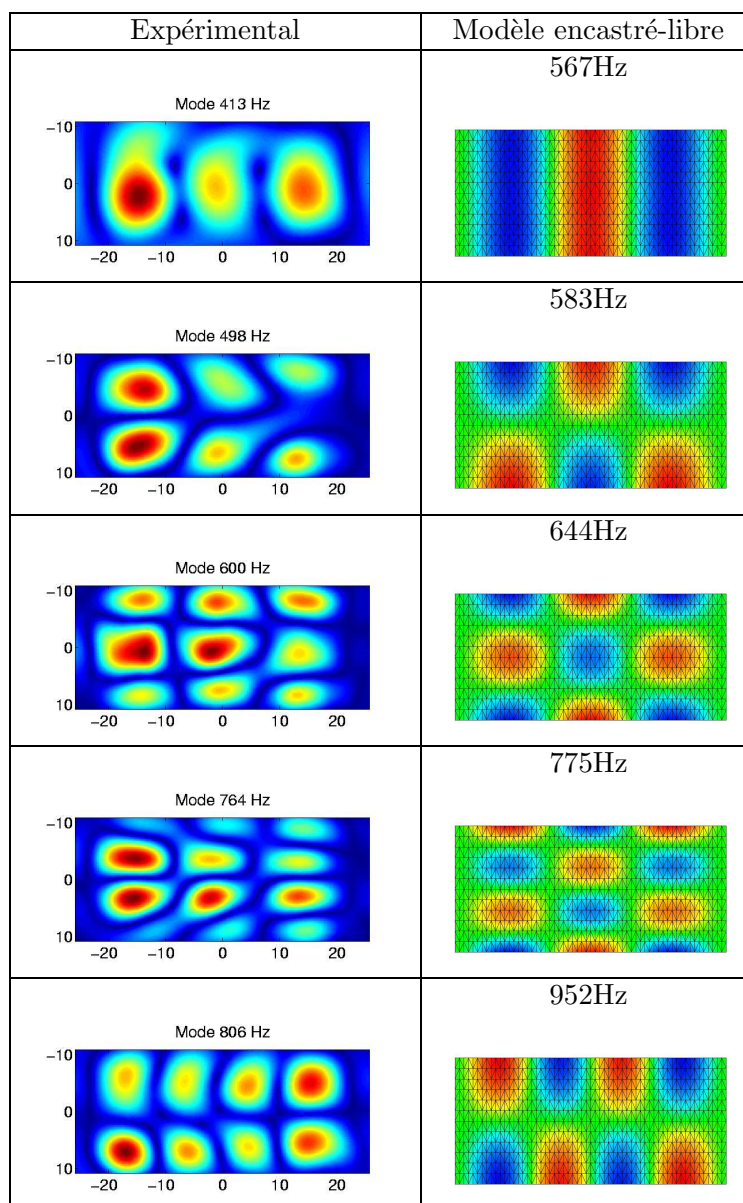 Expérimental
Modèle encastré-libre
Mode 413 Hz
−10
0
10
−20 −10 0 10 20
567Hz
Mode 498 Hz
−10
0
10
−20 −10 0 10 20
583Hz
Mode 600 Hz
−10
0
10
−20 −10 0 10 20
644Hz
Mode 764 Hz
−10
0
10
−20 −10 0 10 20
775Hz
Mode 806 Hz
−10
0
10
−20 −10 0 10 20
952Hz